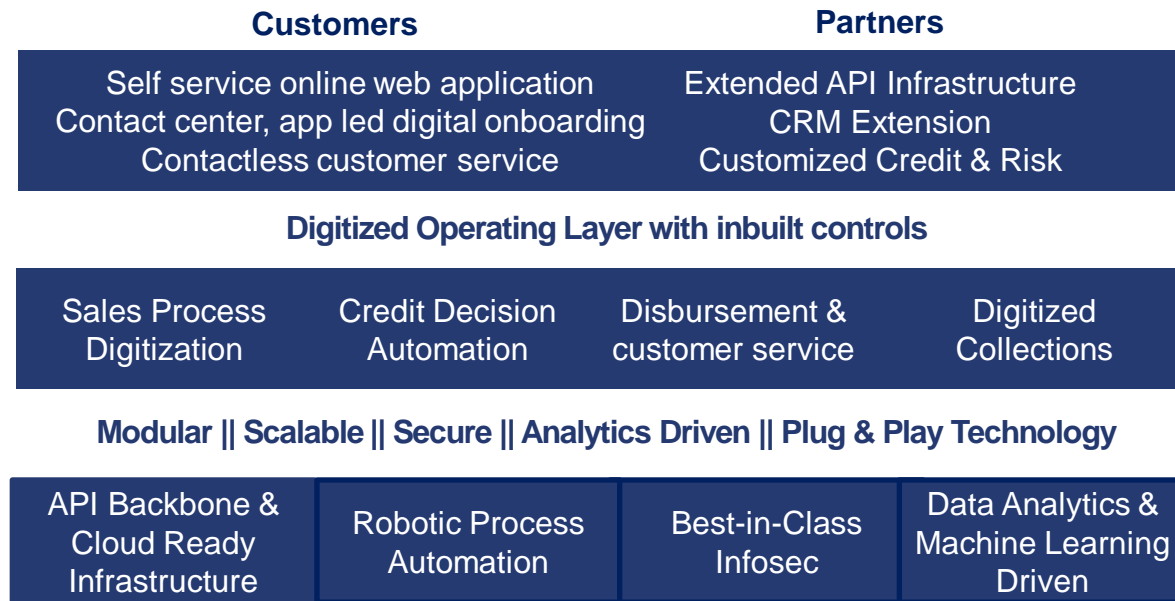 Customers
Partners
Self service online web application
Contact center, app led digital onboarding
Contactless customer service
Extended API Infrastructure
CRM Extension
Customized Credit & Risk
Digitized Operating Layer with inbuilt controls
Sales Process
Digitization
Credit Decision
Automation
Disbursement &
customer service
Digitized
Collections
Modular || Scalable || Secure || Analytics Driven || Plug & Play Technology
API Backbone &
Cloud Ready
Infrastructure
Robotic Process
Automation
Best-in-Class
Infosec
Data Analytics &
Machine Learning
Driven